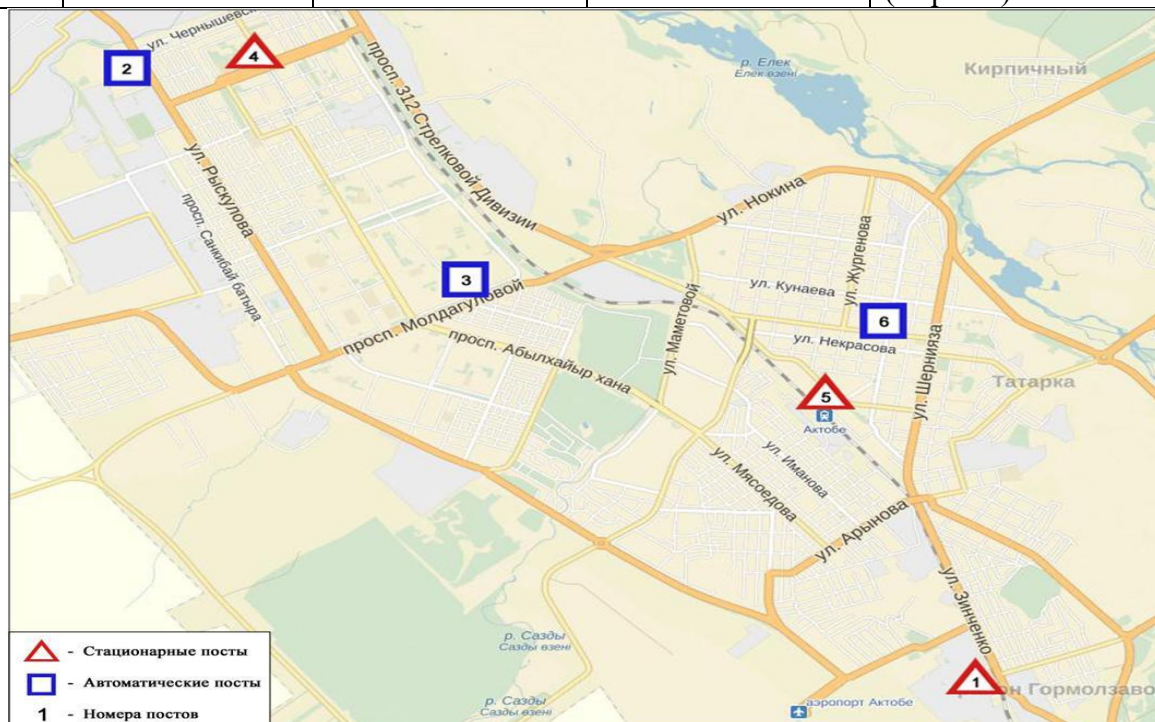 ул. Чернышевск
2
4
просп. 312 Стрелковой Дивизии
р. Елек
Елек өзені
Кирпичный
ул. Рыскулова
просп. Санкибай батыра
ул. Нокина
ул. Жургенова
3
просп. Молдагуловой
ул. Кунаева
6
ул. Некрасова
ул. Маметовой
просп. Абылхайыр хана
ул. Шернияза
Татарка
5
Актобе
ул. Иманова
ул. Мясоедова
ул. Арынова
ул. Зинченко
р. Сазды
Сазды өзені
р. Сазды
Сазды өзені
1
он Гормолзаво
аэропорт Актобе
- Стационарные посты
- Автоматические посты
1 - Номера постов